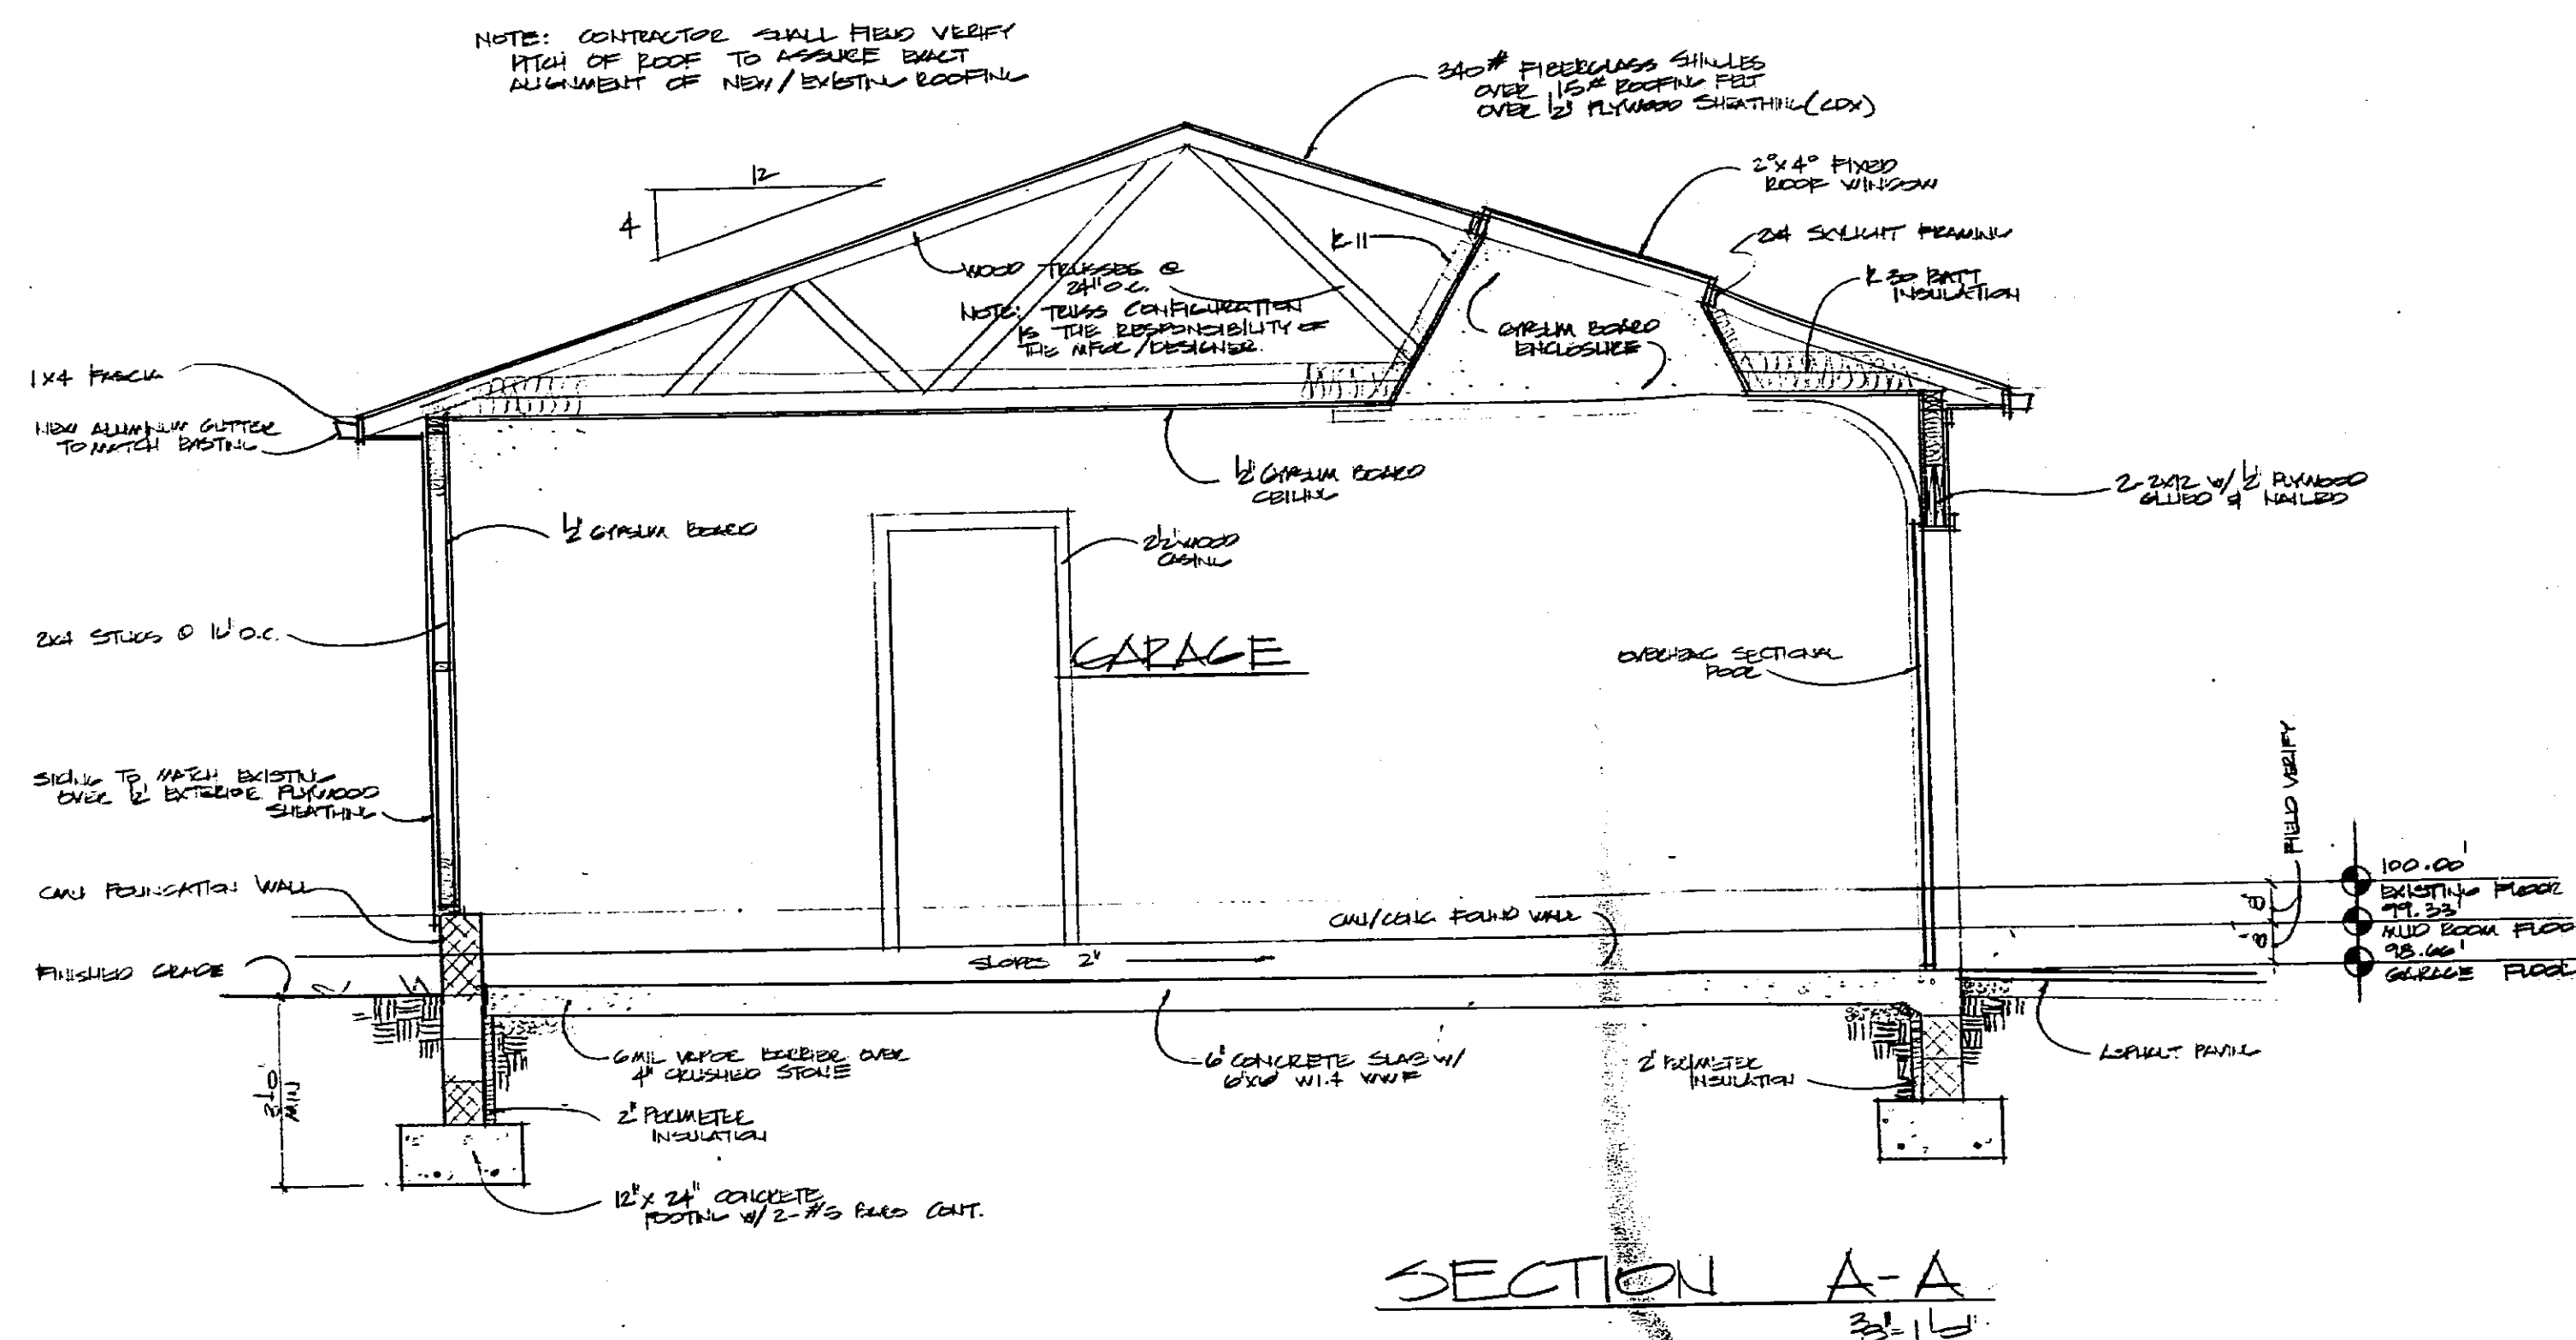 NOTE: CONTRACTOR SHALL FIELD VERIFY
PITCH OF ROOF TO ASSURE EXACT
ALIGNMENT OF NEW/EXISTING ROOFING
340# FIBERGLASS SHINGLES
OVER 15# ROOFING FELT
OVER 1/2" PLYWOOD SHEATHING (CDX)
2⁰x4⁰ FIXED
ROOF WINDOW
12
4
2x4 SKYLIGHT FRAMING
R 11
R 30 BATT
INSULATION
WOOD TRUSSES @
24" O.C.
NOTE: TRUSS CONFIGURATION
IS THE RESPONSIBILITY OF
THE MFGR/DESIGNER.
GYPSUM BOARD
ENCLOSURE
1x4 FASCIA
NEW ALUMINUM GUTTER
TO MATCH EXISTING
1/2" GYPSUM BOARD
CEILING
2-2x12 W/ 1/2" PLYWOOD
GLUED & NAILED
1/2" GYPSUM BOARD
2 1/2" WOOD
CASING
2x4 STUDS @ 16" O.C.
GARAGE
OVERHEAD SECTIONAL
DOOR
SIDING TO MATCH EXISTING
OVER 1/2" EXTERIOR PLYWOOD
SHEATHING
FIELD VERIFY
100.00'
EXISTING FLOOR
8"
99.33'
MUD ROOM FLOO
8"
98.66'
GARAGE FLOOR
CMU FOUNDATION WALL
CMU/CONC. FOUND WALL
FINISHED GRADE
SLOPES 2"
6 MIL VAPOR BARRIER OVER
4" CRUSHED STONE
6" CONCRETE SLAB W/
6x6 W1.4 WWF
2" PERIMETER
INSULATION
ASPHALT PAVING
MIN
2" PERIMETER
INSULATION
12" x 24" CONCRETE
FOOTING W/ 2-#5 BARS CONT.
SECTION A-A